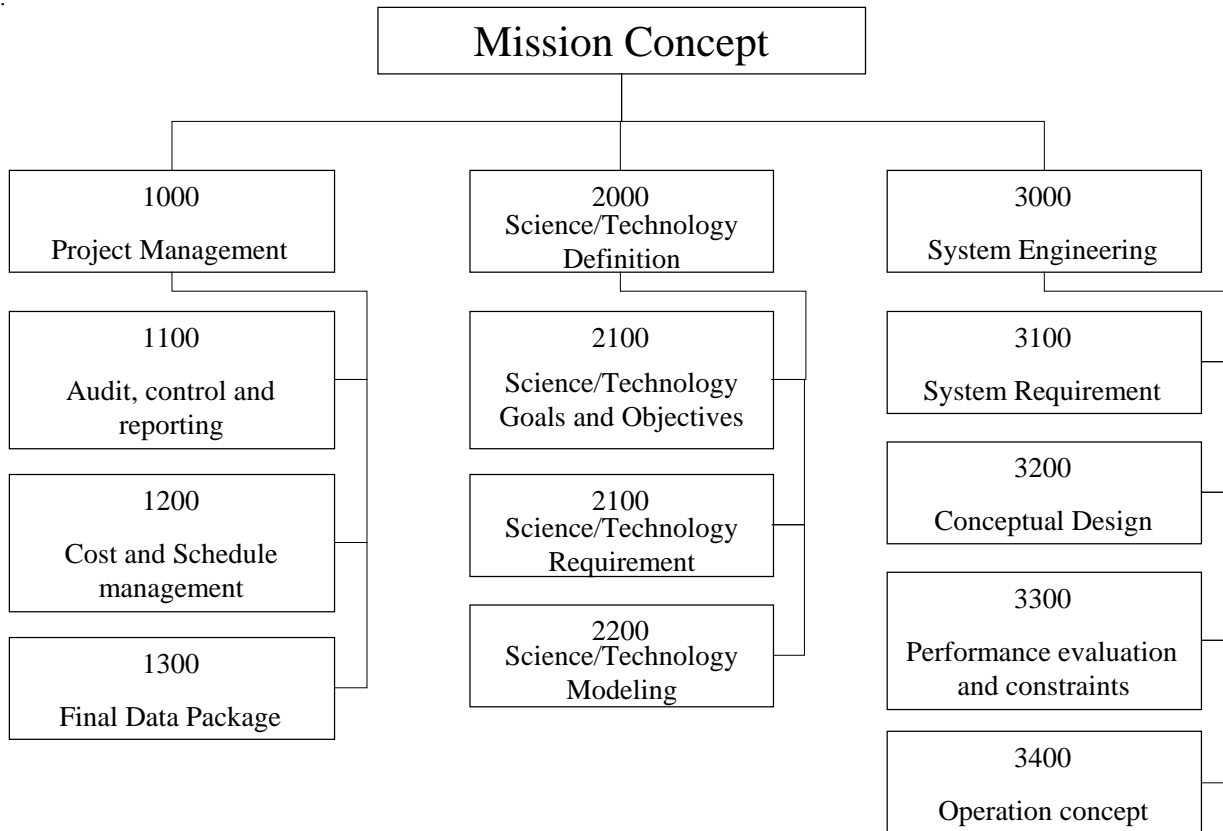 Mission Concept
1000
Project Management
1100
Audit, control and
reporting
1200
Cost and Schedule
management
1300
Final Data Package
2000
Science/Technology
Definition
2100
Science/Technology
Goals and Objectives
2100
Science/Technology
Requirement
2200
Science/Technology
Modeling
3000
System Engineering
3100
System Requirement
3200
Conceptual Design
3300
Performance evaluation
and constraints
3400
Operation concept